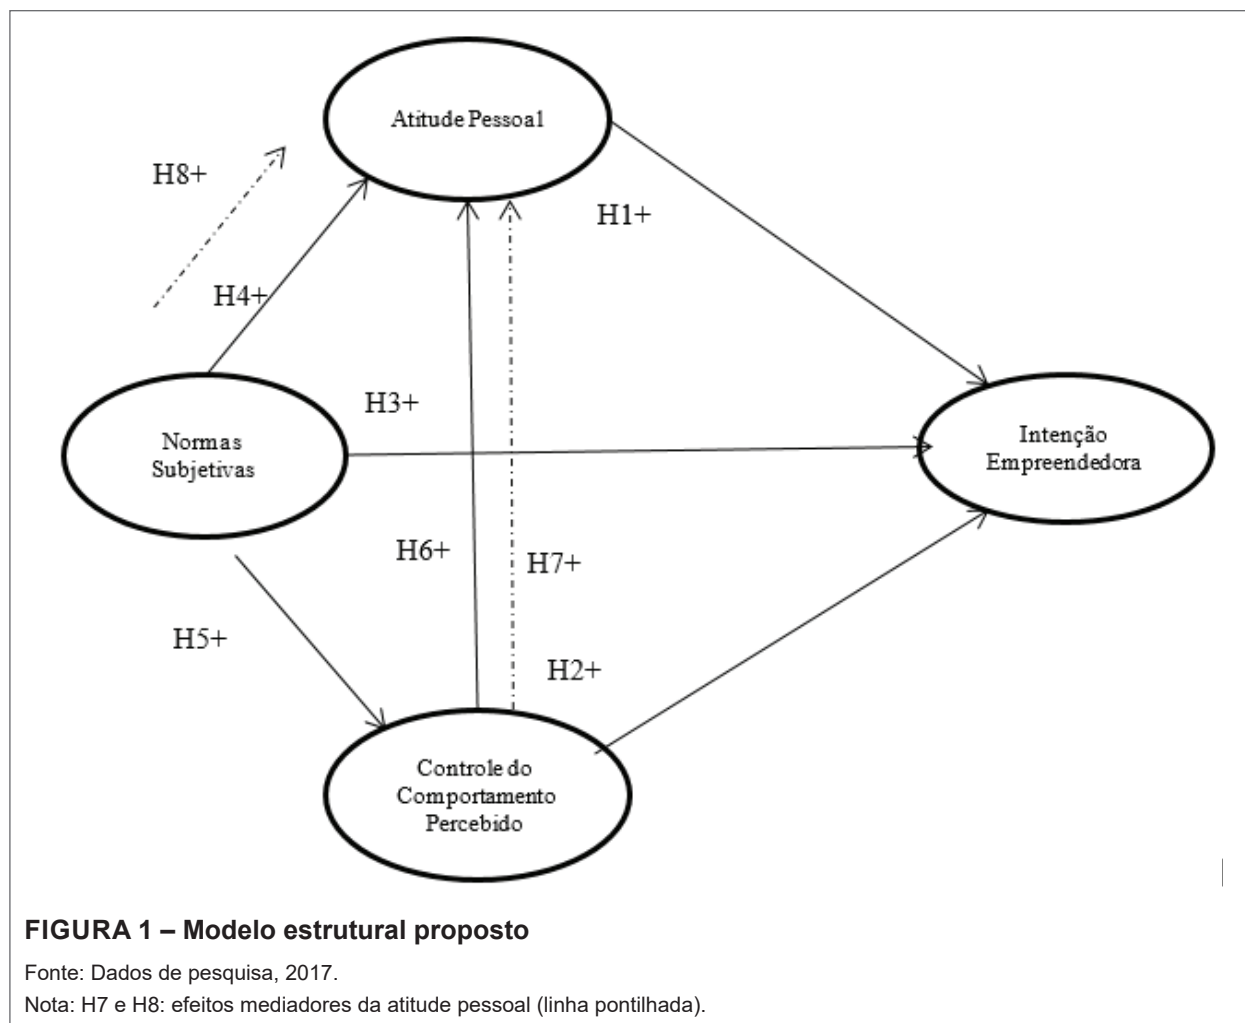 Atitude Pessoal
H8+
H1+
H4+
H3+
Normas
Subjetivas
Intenção
Empreendedora
H6+
H7+
H5+
H2+
Controle do
Comportamento
Percebido
FIGURA 1 – Modelo estrutural proposto
Fonte: Dados de pesquisa, 2017.
Nota: H7 e H8: efeitos mediadores da atitude pessoal (linha pontilhada).